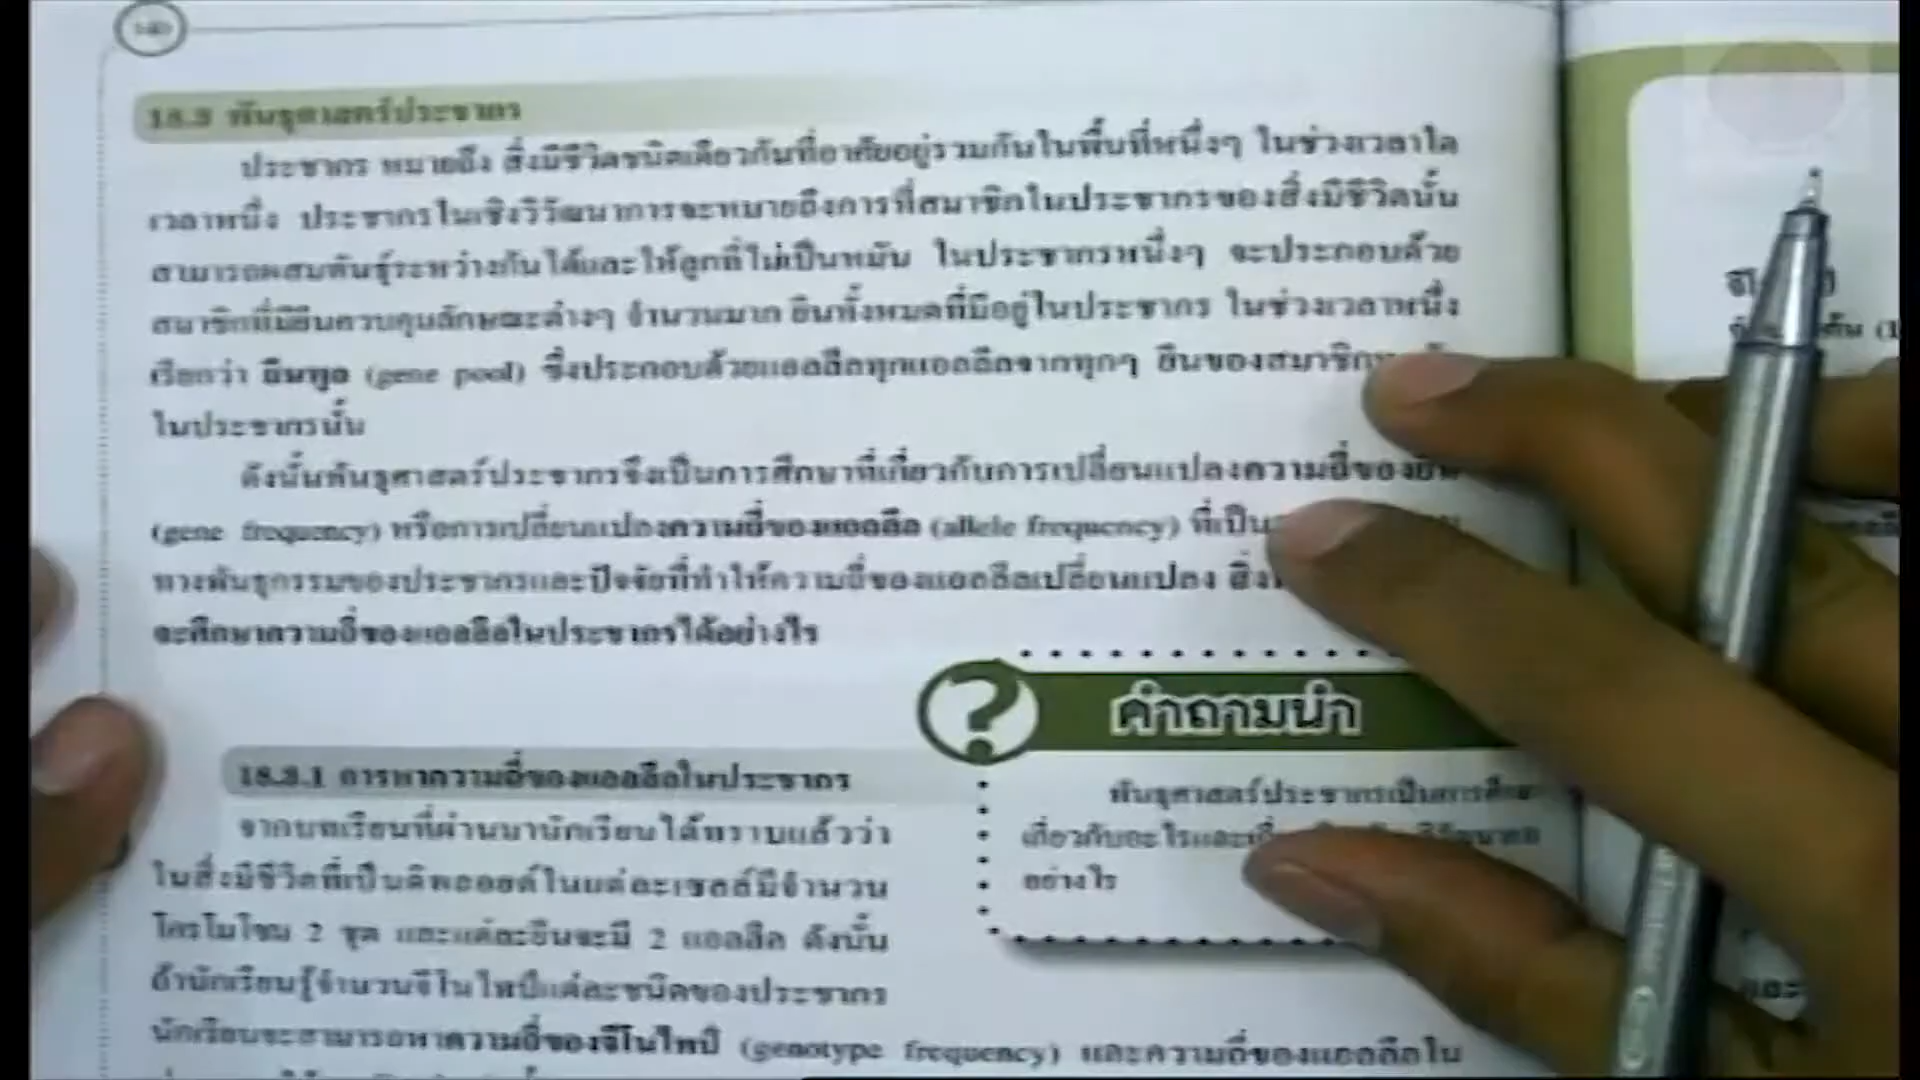 18.3 พันธุศาสตร์ประชากร
ประชากร หมายถึง สิ่งมีชีวิตชนิดเดียวกันที่อาศัยอยู่รวมกันในพื้นที่หนึ่งๆ ในช่วงเวลาใด
เวลาหนึ่ง ประชากรในเชิงวิวัฒนาการจะหมายถึงการที่สมาชิกในประชากรของสิ่งมีชีวิตนั้น
สามารถผสมพันธุ์ระหว่างกันได้และให้ลูกที่ไม่เป็นหมัน ในประชากรหนึ่งๆ จะประกอบด้วย
สมาชิกที่มียีนควบคุมลักษณะต่างๆ จำนวนมาก ยีนทั้งหมดที่มีอยู่ในประชากร ในช่วงเวลาหนึ่ง
เรียกว่า ยีนพูล (gene pool) ซึ่งประกอบด้วยแอลลีลทุกแอลลีลจากทุกๆ ยีนของสมาชิก
ในประชากรนั้น
ดังนั้นพันธุศาสตร์ประชากรจึงเป็นการศึกษาที่เกี่ยวกับการเปลี่ยนแปลงความถี่ของยีน
(gene frequency) หรือการเปลี่ยนแปลงความถี่ของแอลลีล (allele frequency) ที่เป็น
ทางพันธุกรรมของประชากรและปัจจัยที่ทำให้ความถี่ของแอลลีลเปลี่ยนแปลง
จะศึกษาความถี่ของแอลลีลในประชากรได้อย่างไร
? คำถามนำ
พันธุศาสตร์ประชากรเป็นการศึกษา
เกี่ยวกับอะไรและ
อย่างไร
18.3.1 การหาความถี่ของแอลลีลในประชากร
จากบทเรียนที่ผ่านมานักเรียนได้ทราบแล้วว่า
ในสิ่งมีชีวิตที่เป็นดิพลอยด์ในแต่ละเซลล์มีจำนวน
โครโมโซม 2 ชุด และแต่ละยีนจะมี 2 แอลลีล ดังนั้น
ถ้านักเรียนรู้จำนวนจีโนไทป์แต่ละชนิดของประชากร
นักเรียนจะสามารถหาความถี่ของจีโนไทป์ (genotype frequency) และความถี่ของแอลลีลใน